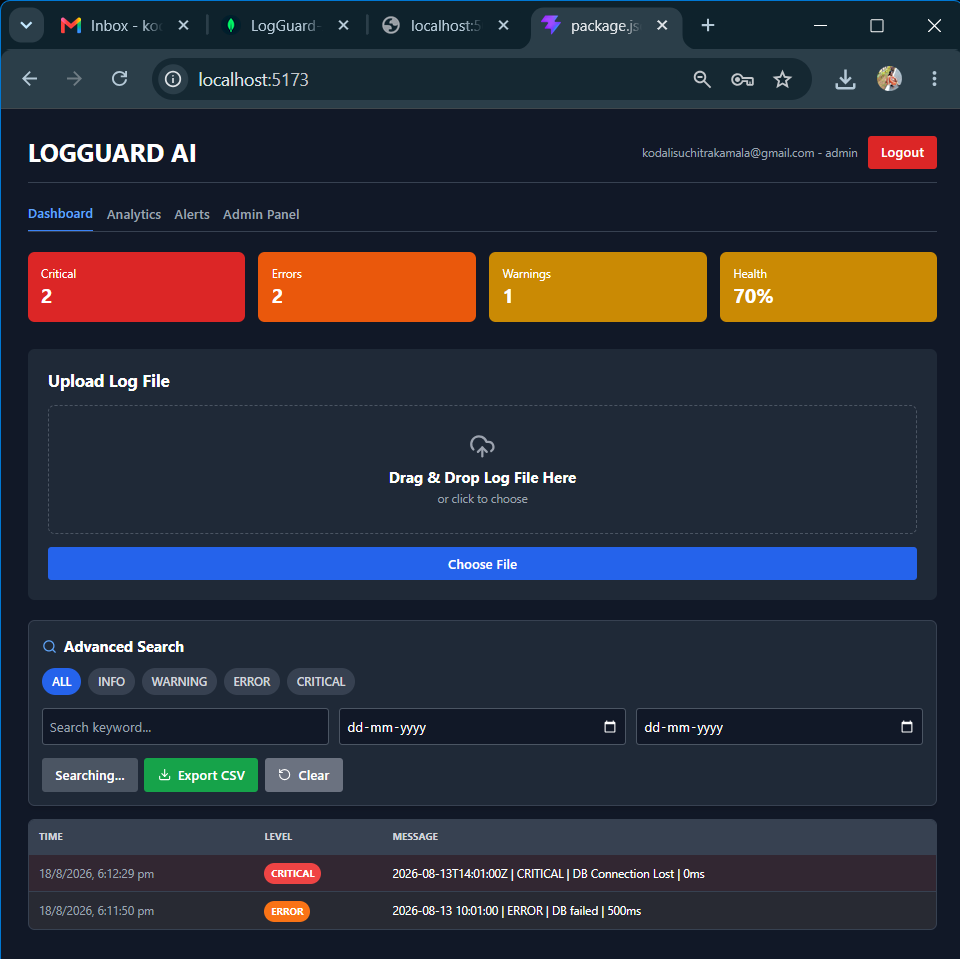 Inbox - koc
LogGuard-
localhost:5
package.js
localhost:5173
LOGGUARD AI
kodalisuchitrakamala@gmail.com - admin
Logout
Dashboard Analytics Alerts Admin Panel
Critical
2
Errors
2
Warnings
1
Health
70%
Upload Log File
Drag & Drop Log File Here
or click to choose
Choose File
Advanced Search
ALL INFO WARNING ERROR CRITICAL
Search keyword... dd-mm-yyyy dd-mm-yyyy
Searching... Export CSV Clear
TIME LEVEL MESSAGE
18/8/2026, 6:12:29 pm CRITICAL 2026-08-13T14:01:00Z | CRITICAL | DB Connection Lost | 0ms
18/8/2026, 6:11:50 pm ERROR 2026-08-13 10:01:00 | ERROR | DB failed | 500ms